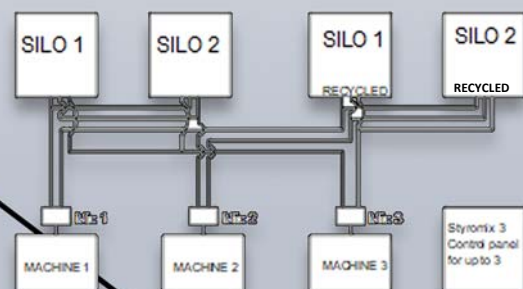 SILO 1
SILO 2
SILO 1
RECYCLED
SILO 2
RECYCLED
MACHINE 1
MACHINE 2
MACHINE 3
Styromix 3
Control panel
for up to 3